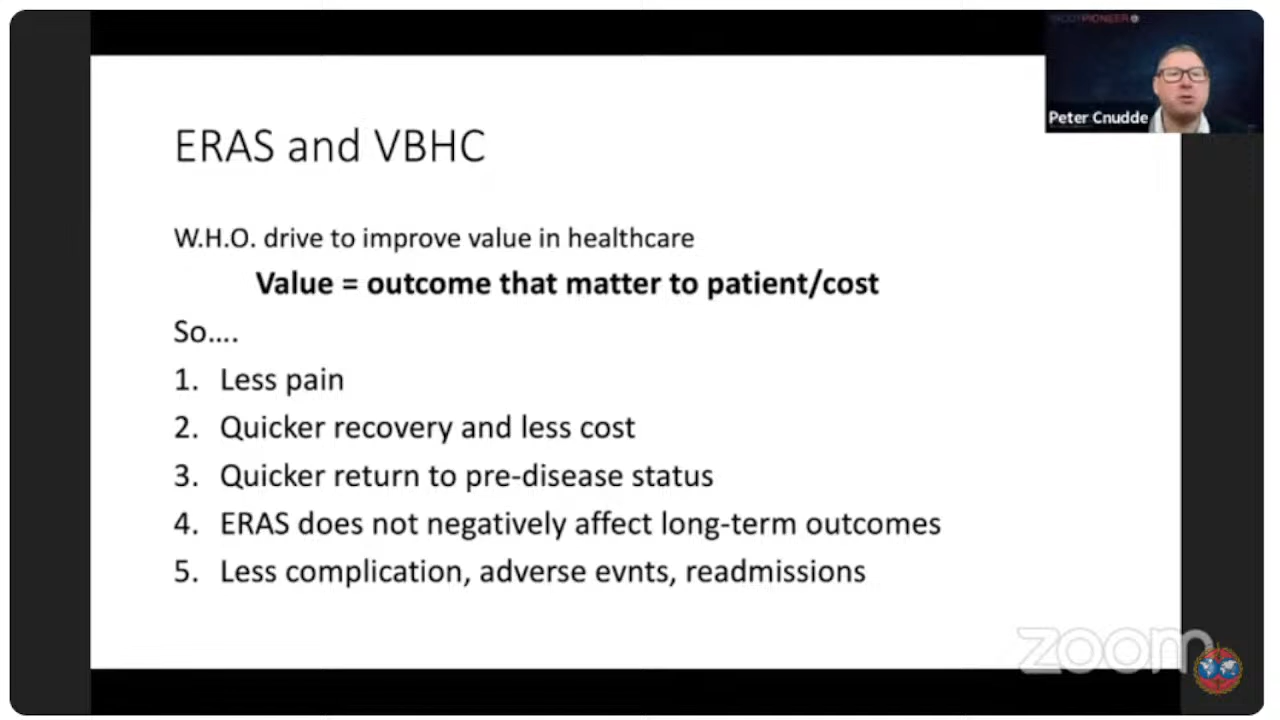 PIONEER
Peter Cnudde
ERAS and VBHC
W.H.O. drive to improve value in healthcare
Value = outcome that matter to patient/cost
So....
1. Less pain
2. Quicker recovery and less cost
3. Quicker return to pre-disease status
4. ERAS does not negatively affect long-term outcomes
5. Less complication, adverse evnts, readmissions
zoom